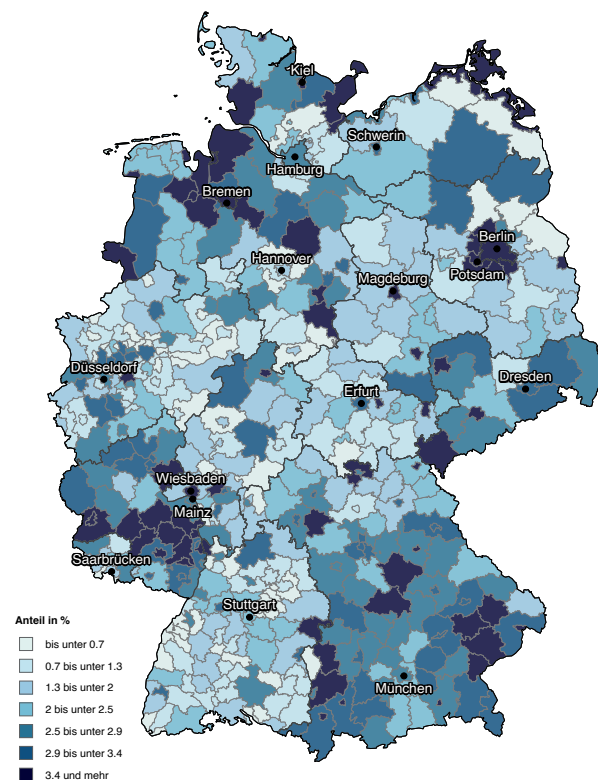 Kiel
Schwerin
Hamburg
Bremen
Berlin
Hannover
Potsdam
Magdeburg
Düsseldorf
Dresden
Erfurt
Wiesbaden
Mainz
Saarbrücken
Stuttgart
München
Anteil in %
bis unter 0.7
0.7 bis unter 1.3
1.3 bis unter 2
2 bis unter 2.5
2.5 bis unter 2.9
2.9 bis unter 3.4
3.4 und mehr